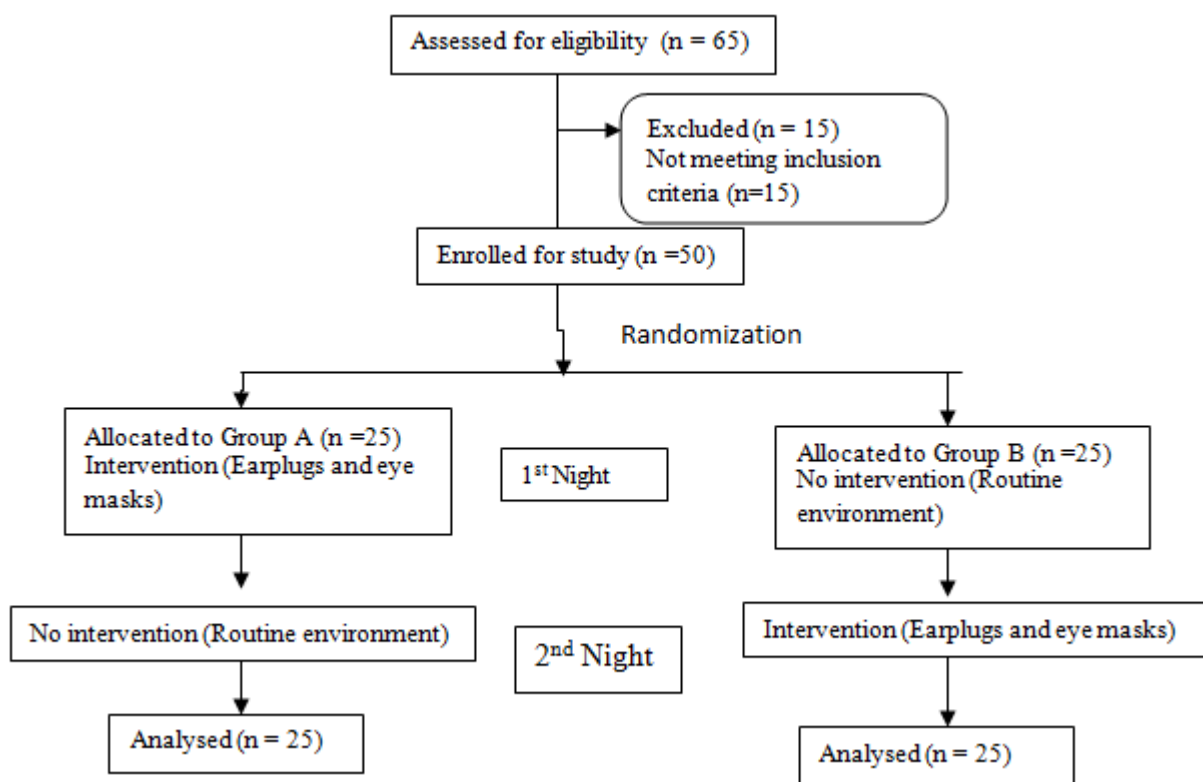 Assessed for eligibility (n = 65)
Excluded (n = 15)
Not meeting inclusion
criteria (n=15)
Enrolled for study (n =50)
Randomization
Allocated to Group A (n =25)
Intervention (Earplugs and eye
masks)
1st Night
Allocated to Group B (n =25)
No intervention (Routine
environment)
No intervention (Routine environment)
2nd Night
Intervention (Earplugs and eye masks)
Analysed (n = 25)
Analysed (n = 25)